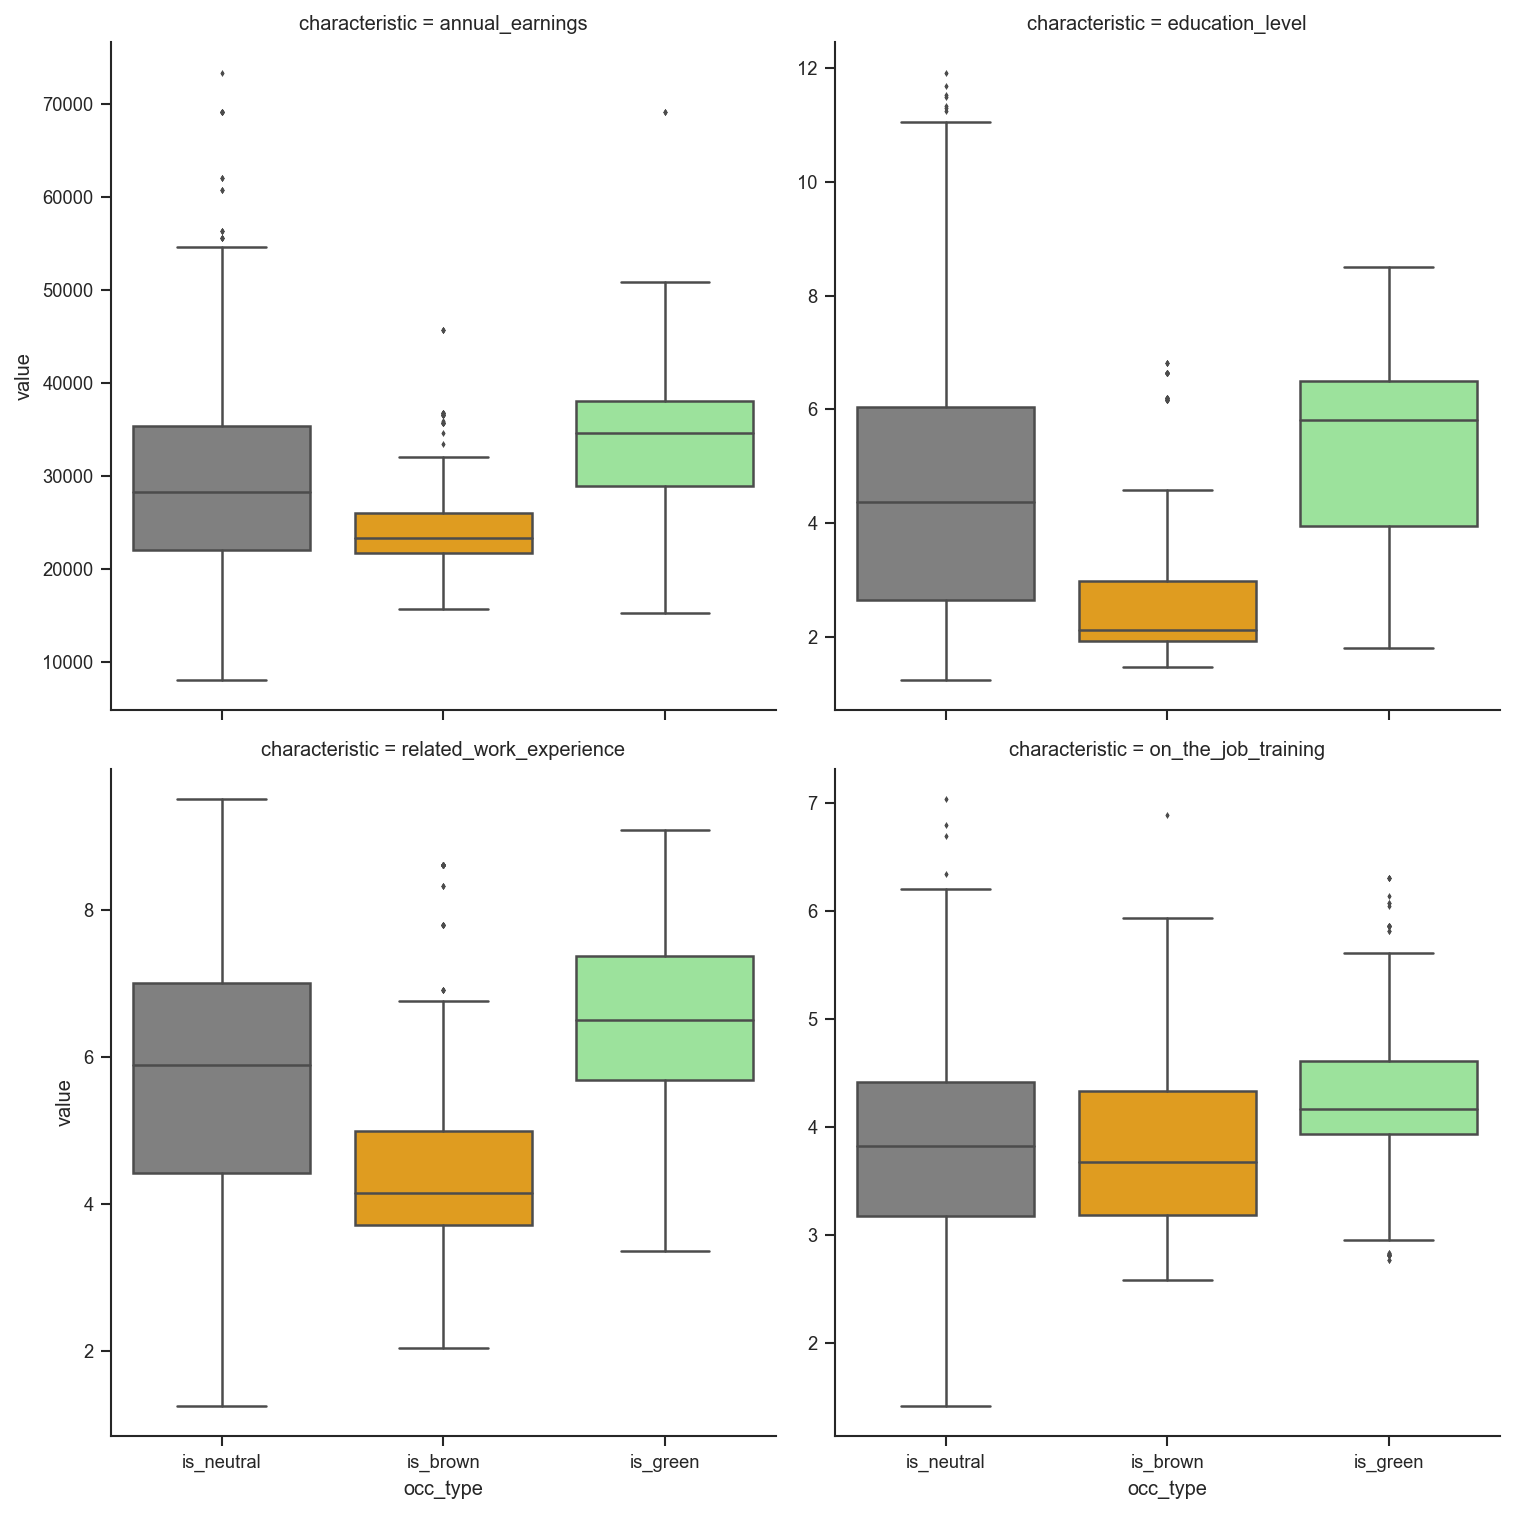 characteristic = annual_earnings
value
70000
60000
50000
40000
30000
20000
10000
characteristic = education_level
12
10
8
6
4
2
characteristic = related_work_experience
value
8
6
4
2
is_neutral is_brown is_green
occ_type
characteristic = on_the_job_training
7
6
5
4
3
2
is_neutral is_brown is_green
occ_type